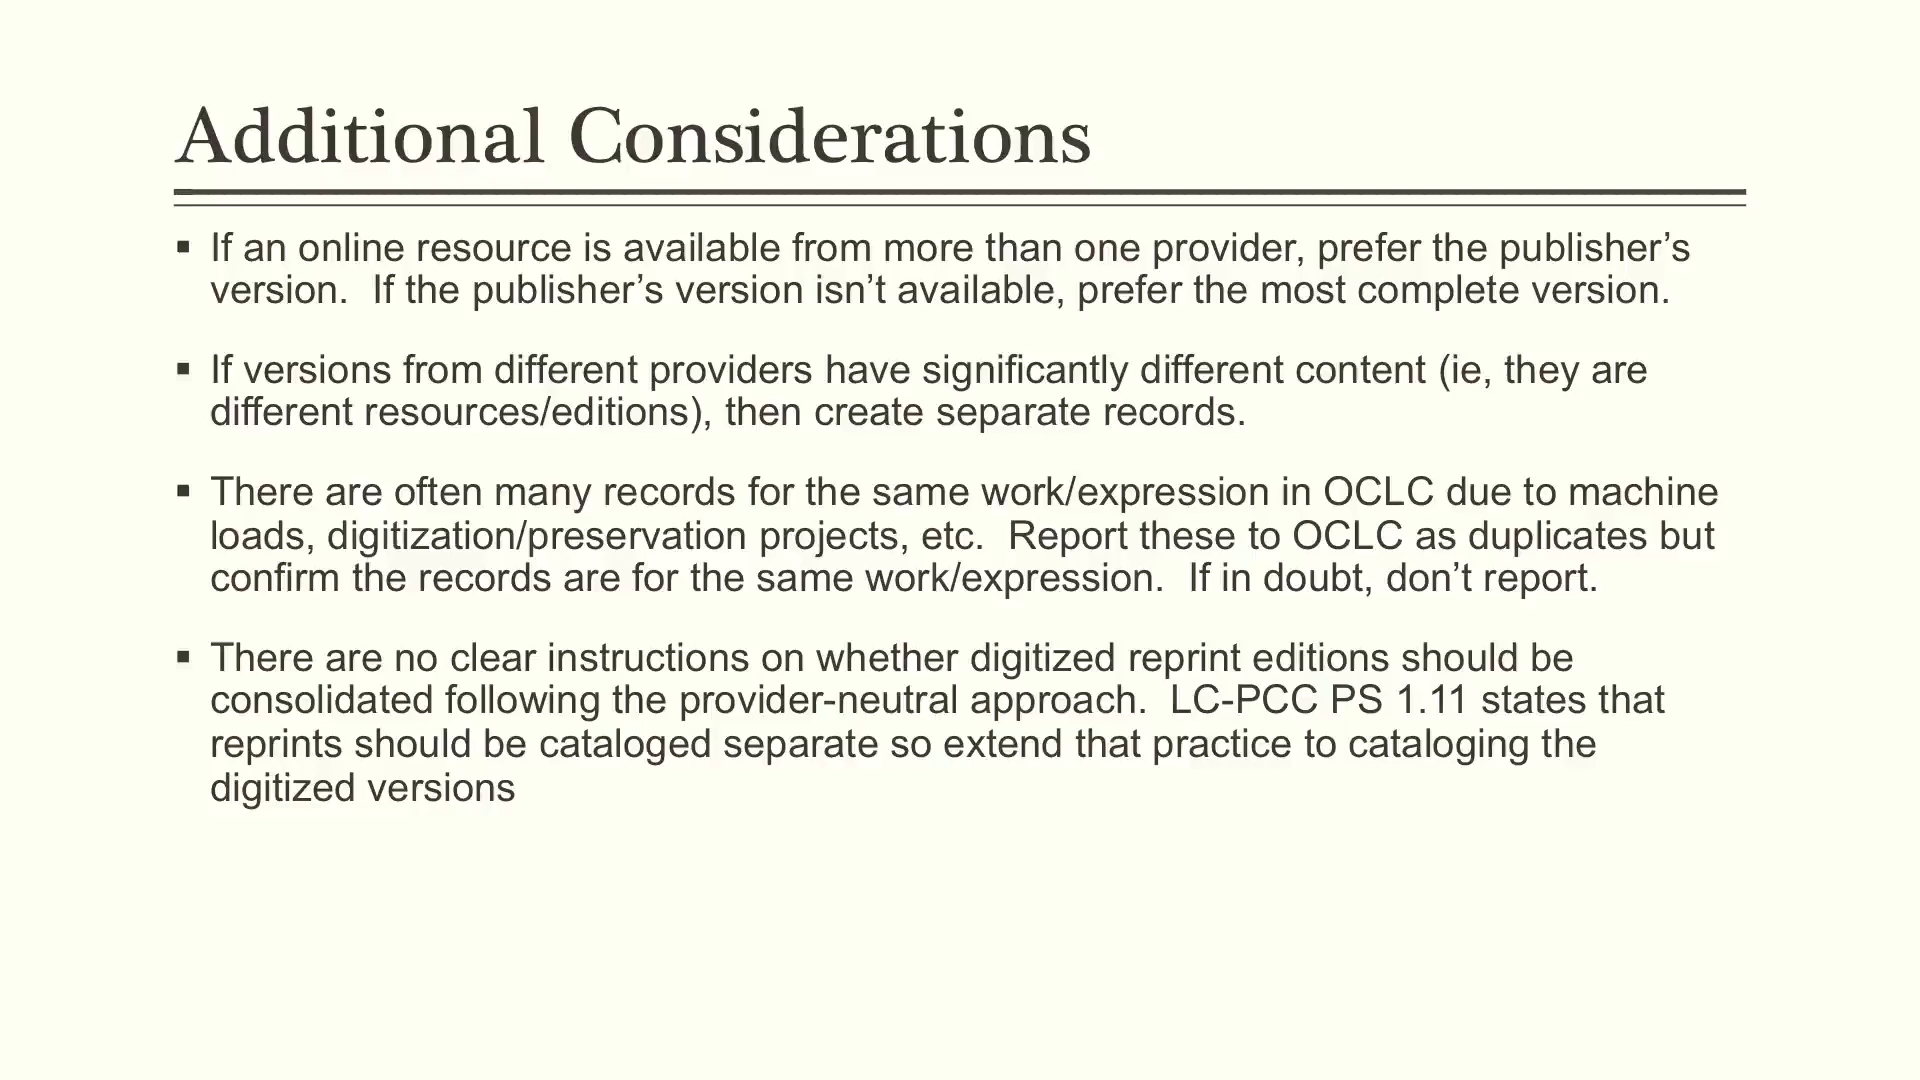 Additional Considerations
▪ If an online resource is available from more than one provider, prefer the publisher’s
version.  If the publisher’s version isn’t available, prefer the most complete version.
▪ If versions from different providers have significantly different content (ie, they are
different resources/editions), then create separate records.
▪ There are often many records for the same work/expression in OCLC due to machine
loads, digitization/preservation projects, etc.  Report these to OCLC as duplicates but
confirm the records are for the same work/expression.  If in doubt, don’t report.
▪ There are no clear instructions on whether digitized reprint editions should be
consolidated following the provider-neutral approach.  LC-PCC PS 1.11 states that
reprints should be cataloged separate so extend that practice to cataloging the
digitized versions